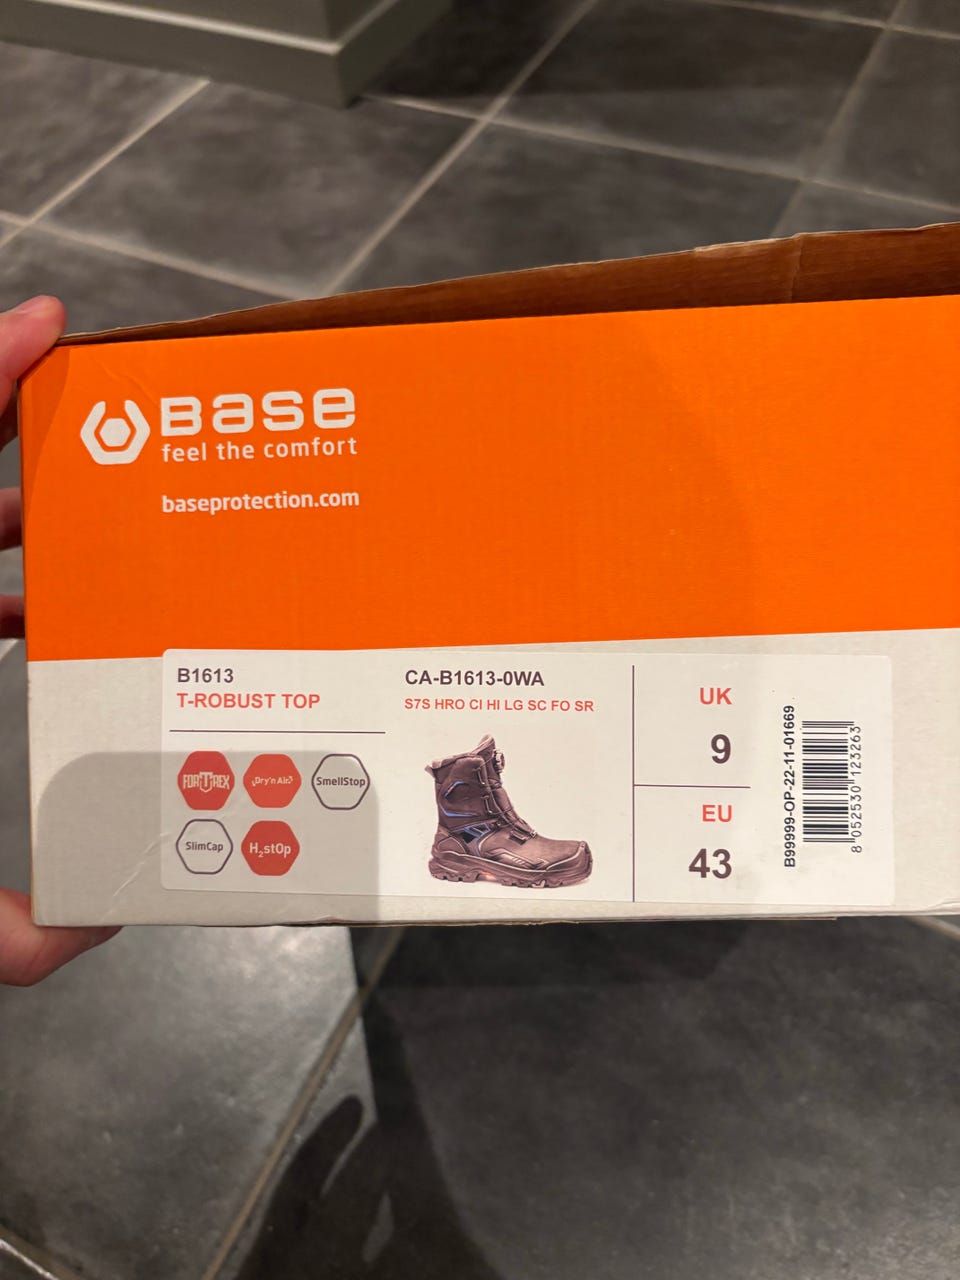 BASE
feel the comfort
baseprotection.com
B1613
T-ROBUST TOP
FORTREX
Dry'n Air
SmellStop
SlimCap
H₂stOp
CA-B1613-0WA
S7S HRO CI HI LG SC FO SR
UK
9
EU
43
B99999-OP-22-11-01669
8 052530 123263